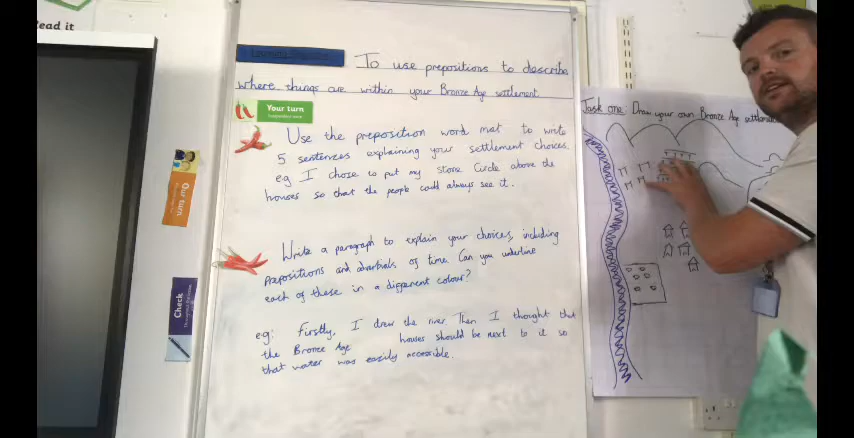 ead it
To use prepositions to describe
where things are within your Bronze Age settlement.
Your turn
Use the preposition word mat to write
5 sentences explaining your settlement choices.
e.g I chose to put my stone circle above the
houses so that the people could always see it.
Write a paragraph to explain your choices, including
prepositions and adverbials of time. Can you underline
each of these in a different colour?
eg: Firstly, I drew the river. Then I thought that
the Bronze Age houses should be next to it so
that water was easily accessible.
Our turn
Check
Task one: Draw your own Bronze Age settlement